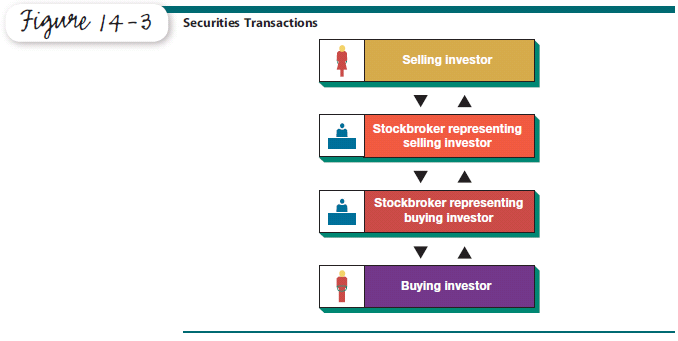 Figure 14-3
Securities Transactions
Selling investor
Stockbroker representing
selling investor
Stockbroker representing
buying investor
Buying investor